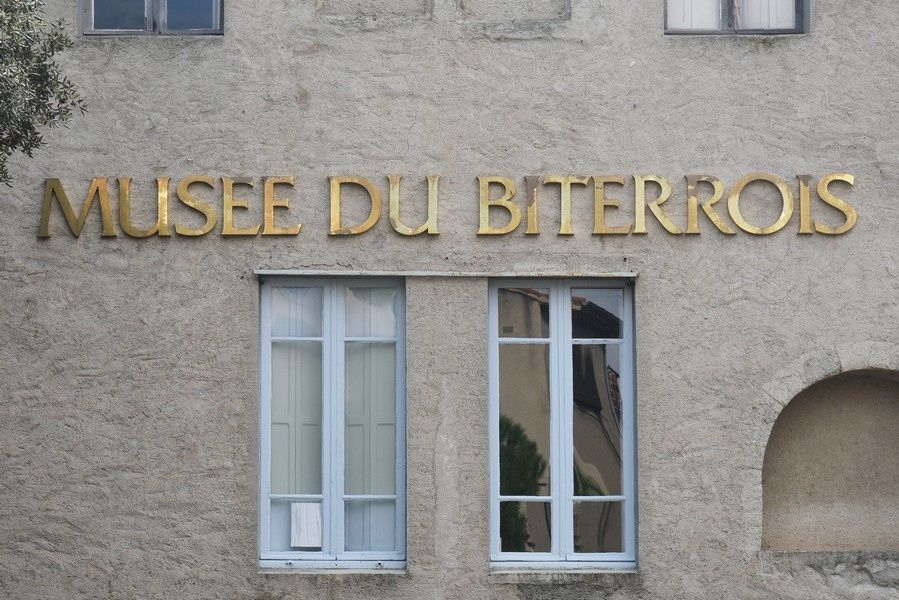 MUSEE DU BITERROIS